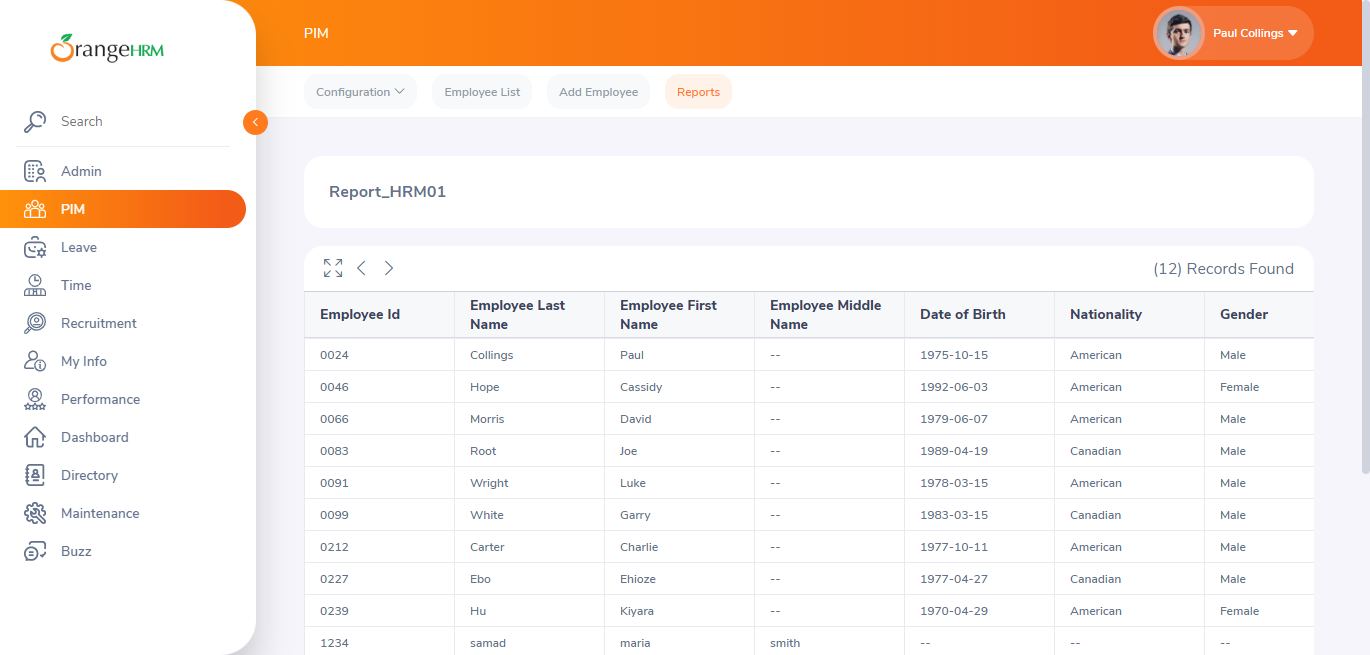 OrangeHRM
PIM
Paul Collings
Configuration
Employee List
Add Employee
Reports
Search
Admin
PIM
Leave
Time
Recruitment
My Info
Performance
Dashboard
Directory
Maintenance
Buzz
Report_HRM01
(12) Records Found
Employee Id Employee Last Name Employee First Name Employee Middle Name Date of Birth Nationality Gender
0024 Collings Paul -- 1975-10-15 American Male
0046 Hope Cassidy -- 1992-06-03 American Female
0066 Morris David -- 1979-06-07 American Male
0083 Root Joe -- 1989-04-19 Canadian Male
0091 Wright Luke -- 1978-03-15 American Male
0099 White Garry -- 1983-03-15 Canadian Male
0212 Carter Charlie -- 1977-10-11 American Male
0227 Ebo Ehioze -- 1977-04-27 Canadian Male
0239 Hu Kiyara -- 1970-04-29 American Female
1234 samad maria smith -- -- --